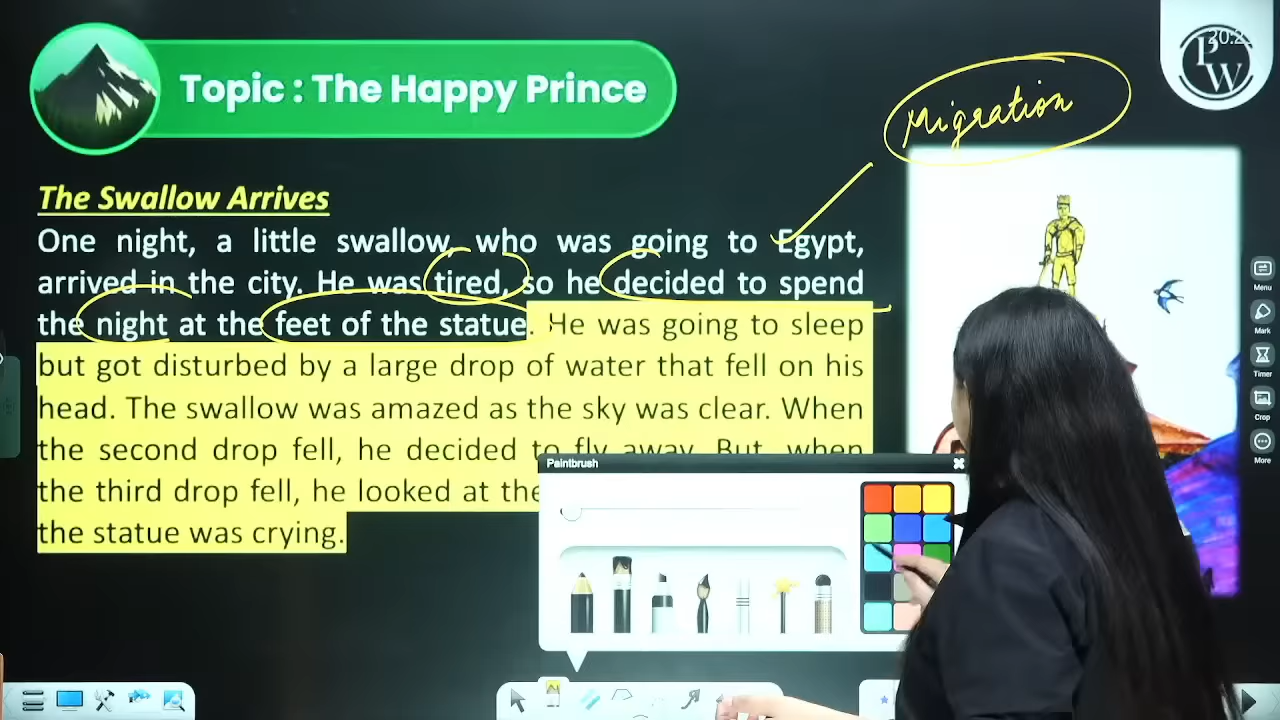 20:2
PW
Topic : The Happy Prince
Migration
The Swallow Arrives
One night, a little swallow, who was going to Egypt,
arrived in the city. He was tired, so he decided to spend
the night at the feet of the statue. He was going to sleep
but got disturbed by a large drop of water that fell on his
head. The swallow was amazed as the sky was clear. When
the second drop fell, he decided to fly away. But, when
the third drop fell, he looked at the
the statue was crying.
Paintbrush
Menu
Mark
Timer
Crop
More